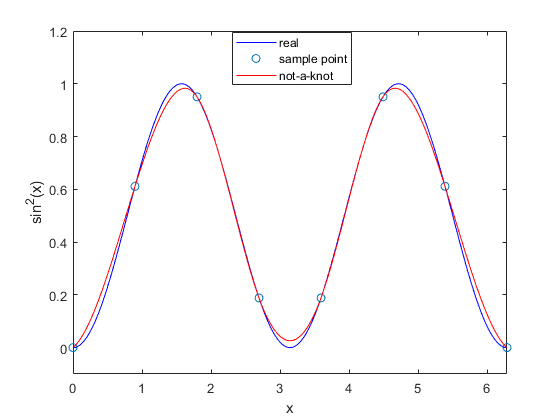 1.2
real
sample point
not-a-knot
1
0.8
0.6
0.4
0.2
0
sin²(x)
0 1 2 3 4 5 6
x